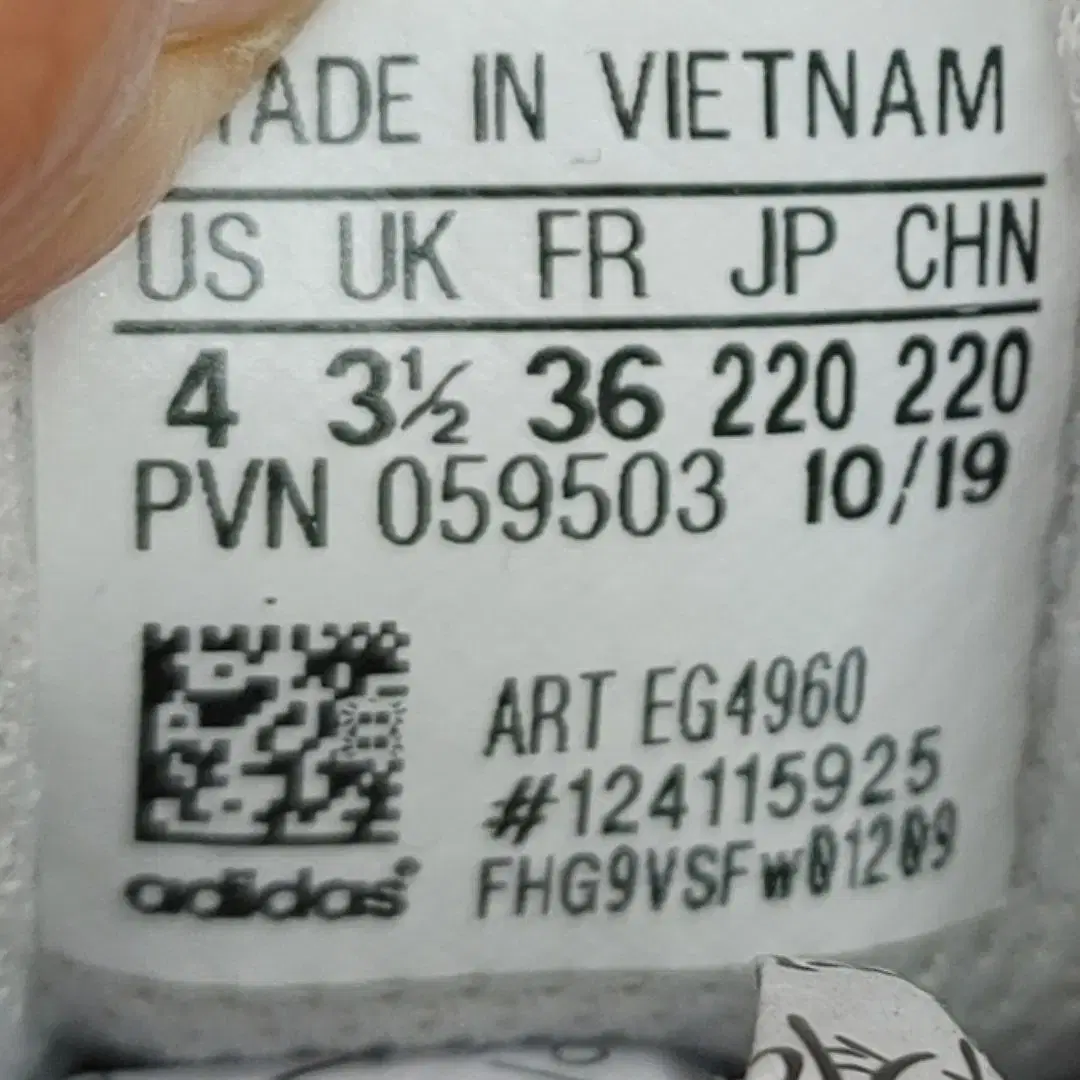 MADE IN VIETNAM
US UK FR JP CHN
4 3½ 36 220 220
PVN 059503 10/19
ART EG4960
#124115925
FHG9VSFw01209
adidas